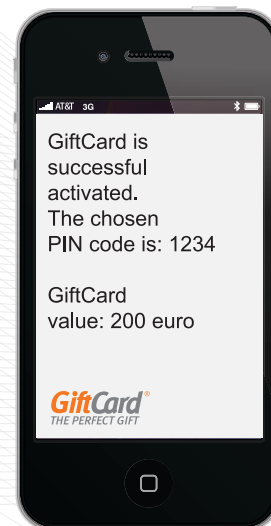 AT&T 3G
GiftCard is
successful
activated.
The chosen
PIN code is: 1234
GiftCard
value: 200 euro
GiftCard®
THE PERFECT GIFT